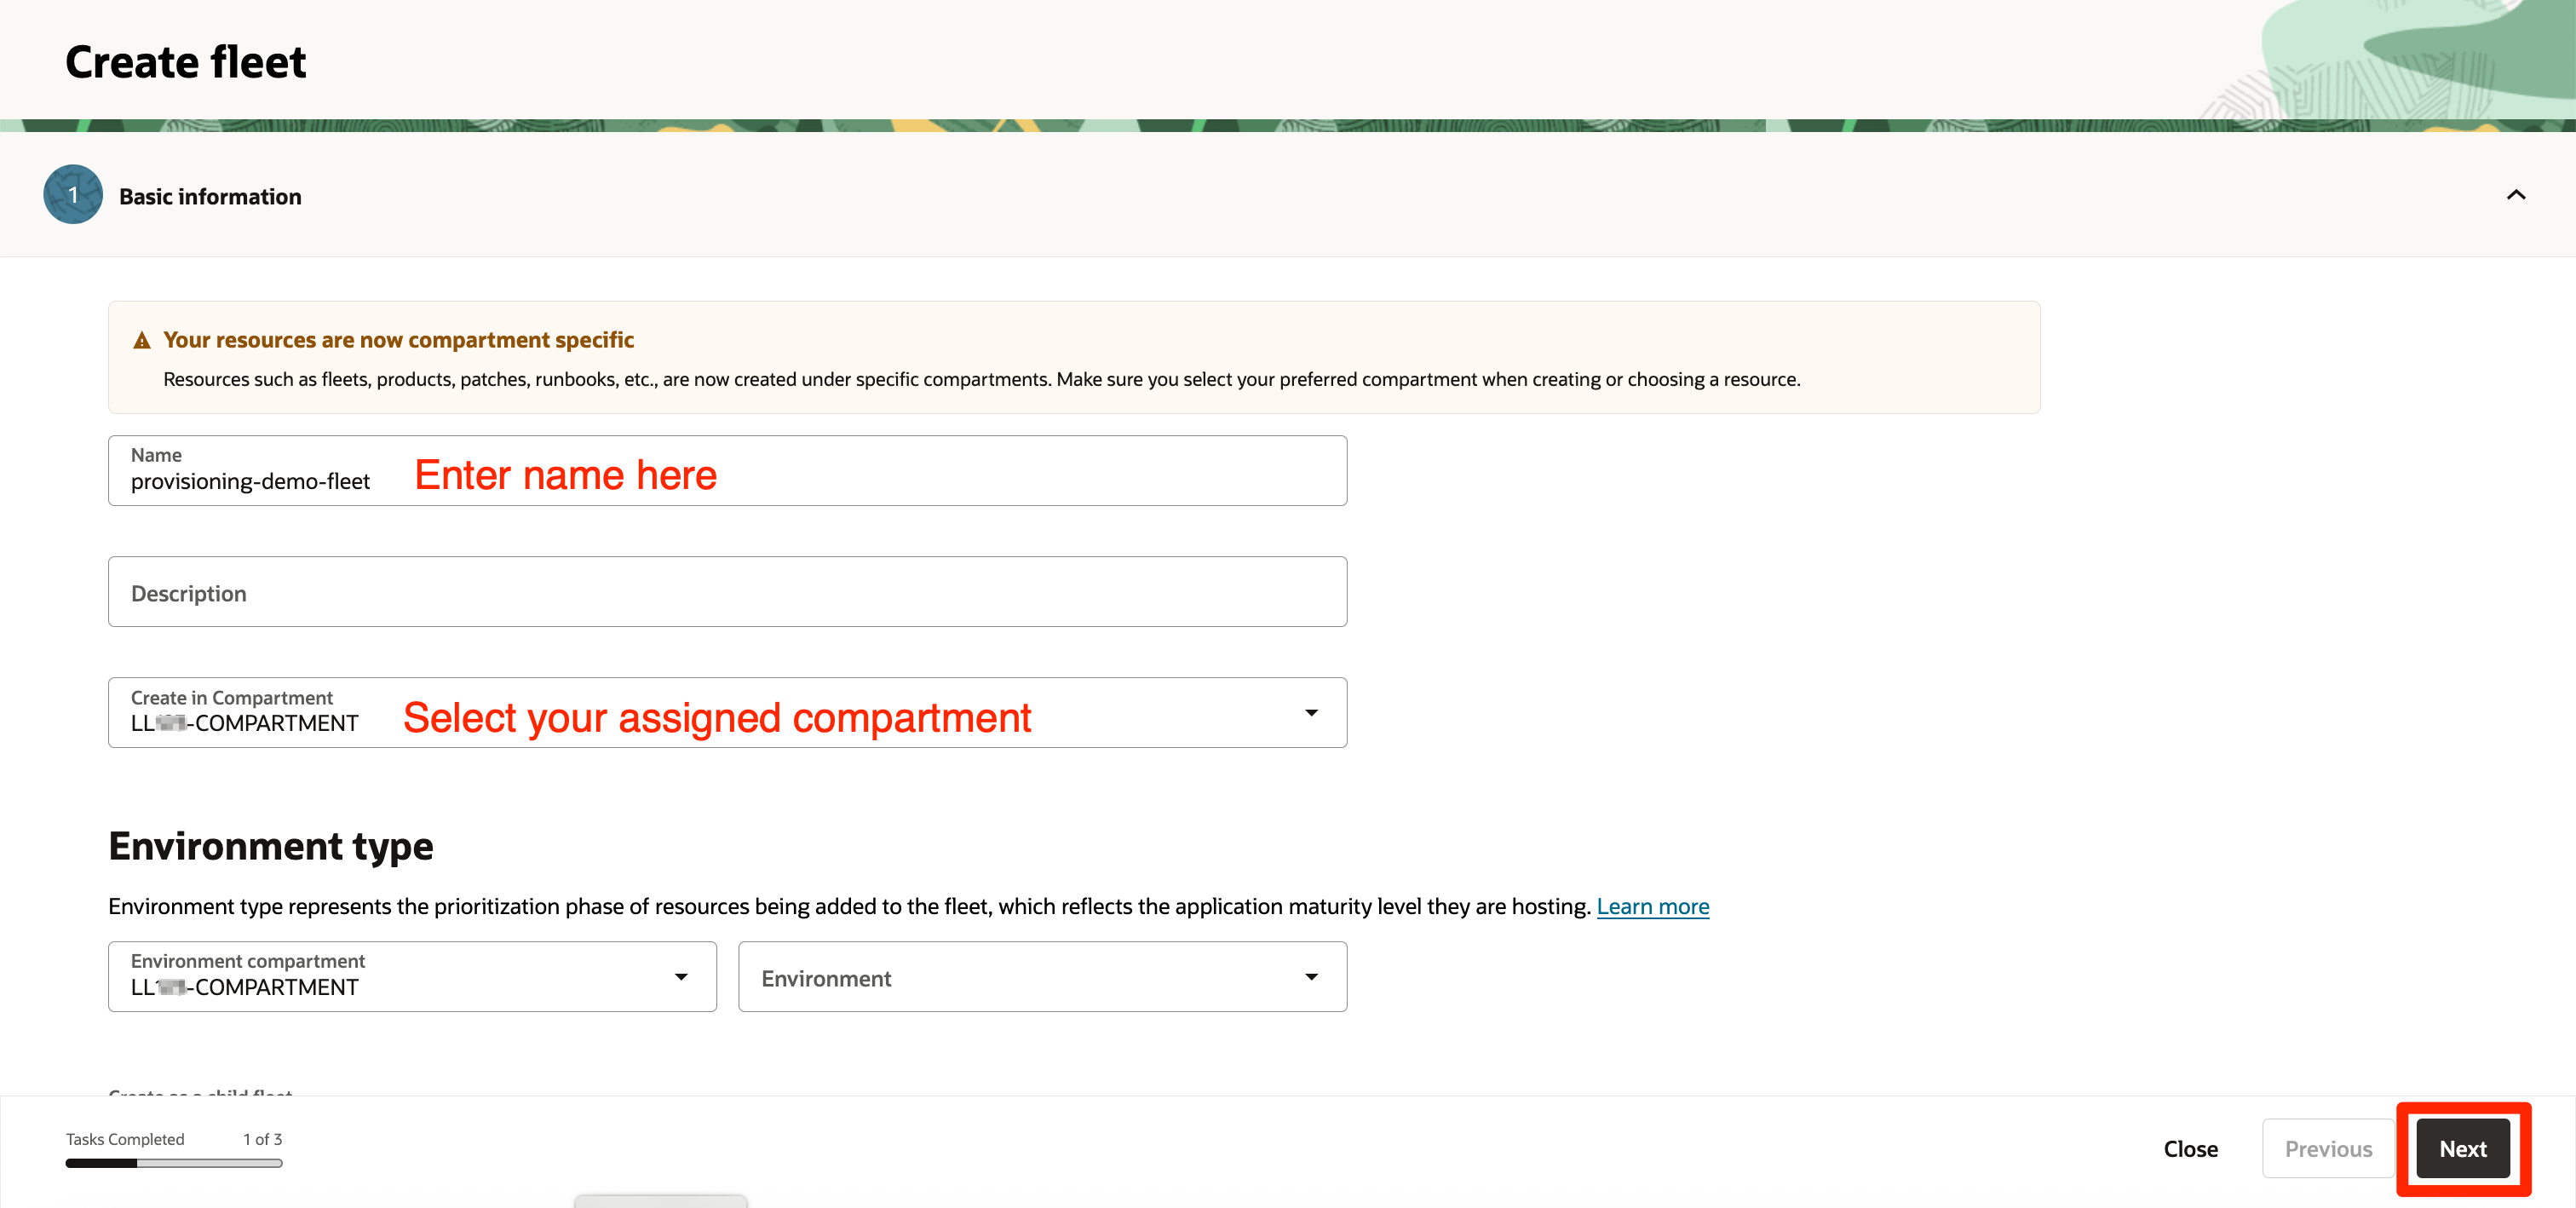 Create fleet
1 Basic information
Your resources are now compartment specific
Resources such as fleets, products, patches, runbooks, etc., are now created under specific compartments. Make sure you select your preferred compartment when creating or choosing a resource.
Name
provisioning-demo-fleet
Enter name here
Description
Create in Compartment
LL -COMPARTMENT
Select your assigned compartment
Environment type
Environment type represents the prioritization phase of resources being added to the fleet, which reflects the application maturity level they are hosting. Learn more
Environment compartment
LL -COMPARTMENT
Environment
Create as a child fleet
Tasks Completed 1 of 3
Close Previous Next